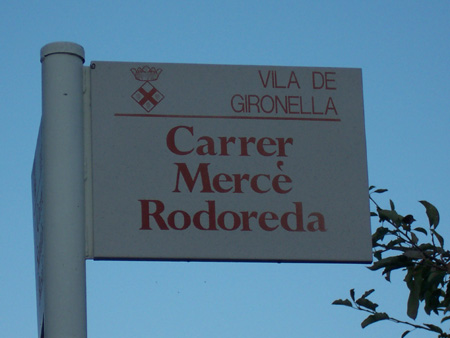 VILA DE
GIRONELLA
Carrer
Mercè
Rodoreda